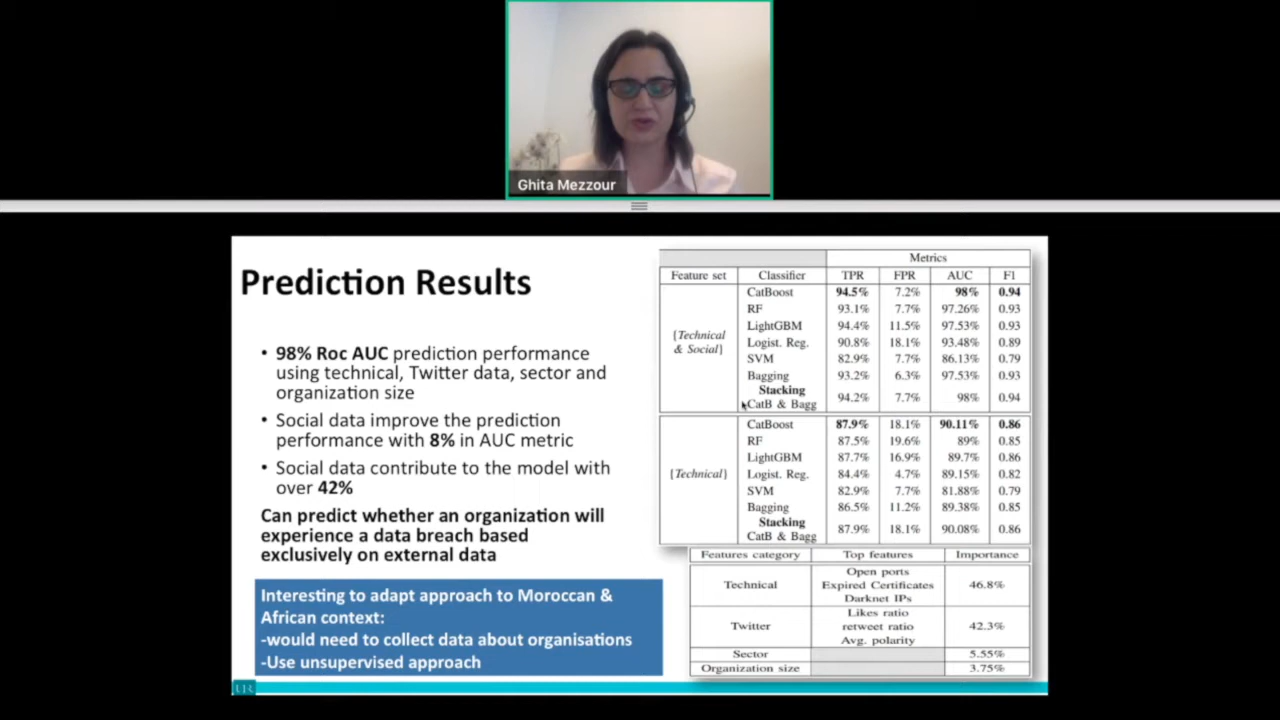 Ghita Mezzour
Prediction Results
• 98% Roc AUC prediction performance
using technical, Twitter data, sector and
organization size
• Social data improve the prediction
performance with 8% in AUC metric
• Social data contribute to the model with
over 42%
Can predict whether an organization will
experience a data breach based
exclusively on external data
Interesting to adapt approach to Moroccan &
African context:
-would need to collect data about organisations
-Use unsupervised approach
Metrics
Feature set Classifier TPR FPR AUC F1
{Technical
& Social}
CatBoost 94.5% 7.2% 98% 0.94
RF 93.1% 7.7% 97.26% 0.93
LightGBM 94.4% 11.5% 97.53% 0.93
Logist. Reg. 90.8% 18.1% 93.48% 0.89
SVM 82.9% 7.7% 86.13% 0.79
Bagging 93.2% 6.3% 97.53% 0.93
Stacking
CatB & Bagg 94.2% 7.7% 98% 0.94
{Technical}
CatBoost 87.9% 18.1% 90.11% 0.86
RF 87.5% 19.6% 89% 0.85
LightGBM 87.7% 16.9% 89.7% 0.86
Logist. Reg. 84.4% 4.7% 89.15% 0.82
SVM 82.9% 7.7% 81.88% 0.79
Bagging 86.5% 11.2% 89.38% 0.85
Stacking
CatB & Bagg 87.9% 18.1% 90.08% 0.86
Features category Top features Importance
Technical
Open ports
Expired Certificates
Darknet IPs
46.8%
Twitter
Likes ratio
retweet ratio
Avg. polarity
42.3%
Sector 5.55%
Organization size 3.75%